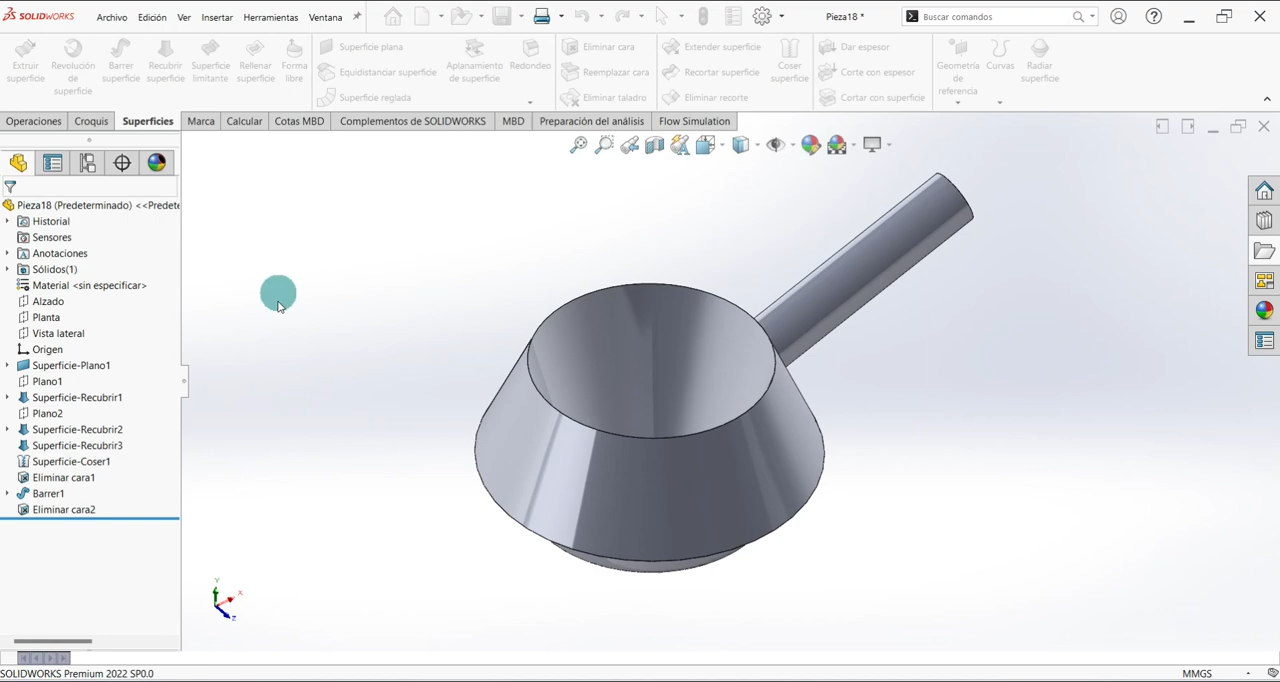 SOLIDWORKS Archivo Edición Ver Insertar Herramientas Ventana Pieza18 * Buscar comandos
Extruir superficie
Revolución de superficie
Barrer superficie
Recubrir superficie
Superficie limitante
Rellenar superficie
Forma libre
Superficie plana
Equidistanciar superficie
Superficie reglada
Aplanamiento de superficie
Redondeo
Eliminar cara
Reemplazar cara
Eliminar taladro
Extender superficie
Recortar superficie
Eliminar recorte
Coser superficie
Dar espesor
Corte con espesor
Cortar con superficie
Geometría de referencia
Curvas
Radiar superficie
Operaciones Croquis Superficies Marca Calcular Cotas MBD Complementos de SOLIDWORKS MBD Preparación del análisis Flow Simulation
Pieza18 (Predeterminado) <<Predete
Historial
Sensores
Anotaciones
Sólidos(1)
Material <sin especificar>
Alzado
Planta
Vista lateral
Origen
Superficie-Plano1
Plano1
Superficie-Recubrir1
Plano2
Superficie-Recubrir2
Superficie-Recubrir3
Superficie-Coser1
Eliminar cara1
Barrer1
Eliminar cara2
Y
X
Z
SOLIDWORKS Premium 2022 SP0.0 MMGS